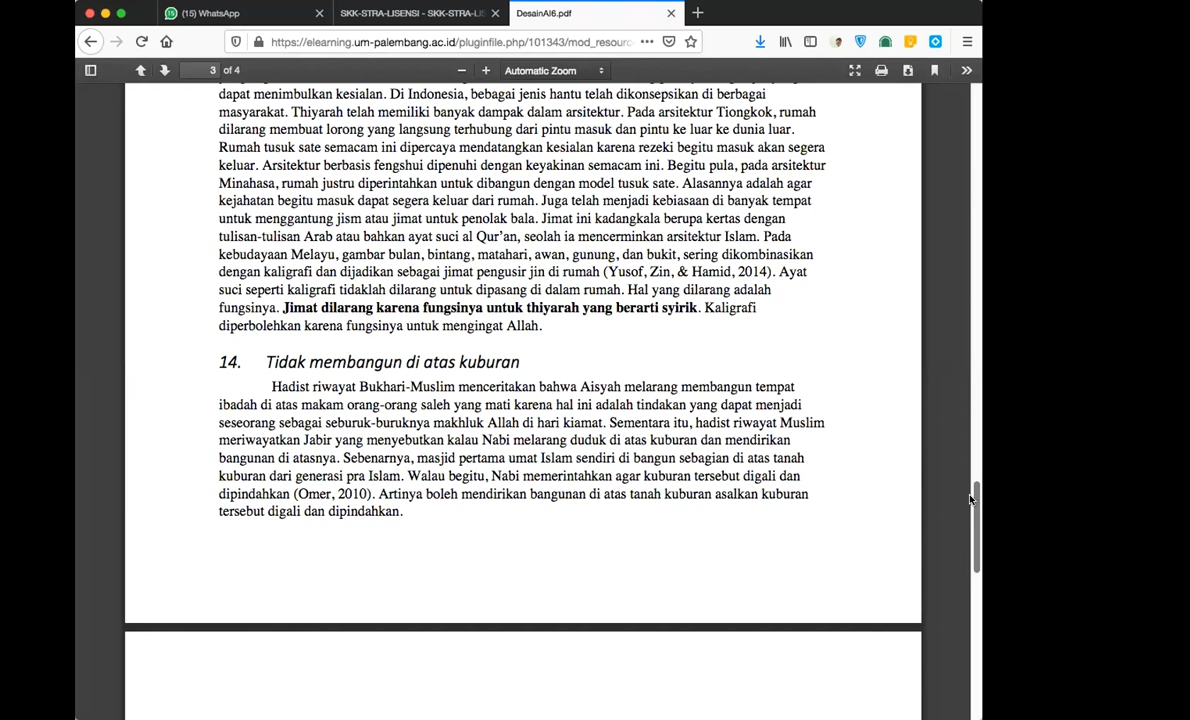 (15) WhatsApp
SKK-STRA-LISENSI - SKK-STRA-LI
DesainAI6.pdf
https://elearning.um-palembang.ac.id/pluginfile.php/101343/mod_resourc
3 of 4
Automatic Zoom
dapat menimbulkan kesialan. Di Indonesia, bebagai jenis hantu telah dikonsepsikan di berbagai
masyarakat. Thiyarah telah memiliki banyak dampak dalam arsitektur. Pada arsitektur Tiongkok, rumah
dilarang membuat lorong yang langsung terhubung dari pintu masuk dan pintu ke luar ke dunia luar.
Rumah tusuk sate semacam ini dipercaya mendatangkan kesialan karena rezeki begitu masuk akan segera
keluar. Arsitektur berbasis fengshui dipenuhi dengan keyakinan semacam ini. Begitu pula, pada arsitektur
Minahasa, rumah justru diperintahkan untuk dibangun dengan model tusuk sate. Alasannya adalah agar
kejahatan begitu masuk dapat segera keluar dari rumah. Juga telah menjadi kebiasaan di banyak tempat
untuk menggantung jism atau jimat untuk penolak bala. Jimat ini kadangkala berupa kertas dengan
tulisan-tulisan Arab atau bahkan ayat suci al Qur’an, seolah ia mencerminkan arsitektur Islam. Pada
kebudayaan Melayu, gambar bulan, bintang, matahari, awan, gunung, dan bukit, sering dikombinasikan
dengan kaligrafi dan dijadikan sebagai jimat pengusir jin di rumah (Yusof, Zin, & Hamid, 2014). Ayat
suci seperti kaligrafi tidaklah dilarang untuk dipasang di dalam rumah. Hal yang dilarang adalah
fungsinya. Jimat dilarang karena fungsinya untuk thiyarah yang berarti syirik. Kaligrafi
diperbolehkan karena fungsinya untuk mengingat Allah.
14. Tidak membangun di atas kuburan
Hadist riwayat Bukhari-Muslim menceritakan bahwa Aisyah melarang membangun tempat
ibadah di atas makam orang-orang saleh yang mati karena hal ini adalah tindakan yang dapat menjadi
seseorang sebagai seburuk-buruknya makhluk Allah di hari kiamat. Sementara itu, hadist riwayat Muslim
meriwayatkan Jabir yang menyebutkan kalau Nabi melarang duduk di atas kuburan dan mendirikan
bangunan di atasnya. Sebenarnya, masjid pertama umat Islam sendiri di bangun sebagian di atas tanah
kuburan dari generasi pra Islam. Walau begitu, Nabi memerintahkan agar kuburan tersebut digali dan
dipindahkan (Omer, 2010). Artinya boleh mendirikan bangunan di atas tanah kuburan asalkan kuburan
tersebut digali dan dipindahkan.